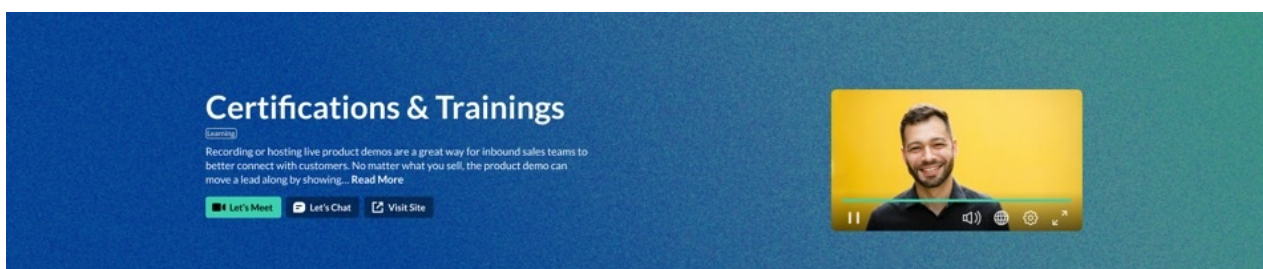 Certifications & Trainings
Learning
Recording or hosting live product demos are a great way for inbound sales teams to
better connect with customers. No matter what you sell, the product demo can
move a lead along by showing... Read More
Let's Meet
Let's Chat
Visit Site